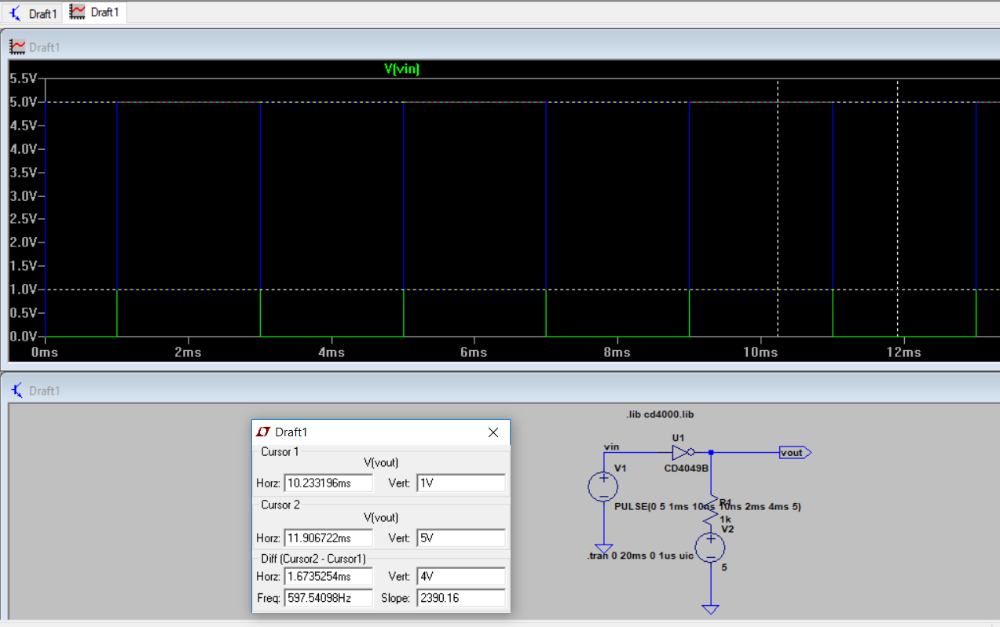 Draft1 Draft1
Draft1
V(vin)
5.5V
5.0V
4.5V
4.0V
3.5V
3.0V
2.5V
2.0V
1.5V
1.0V
0.5V
0.0V
0ms 2ms 4ms 6ms 8ms 10ms 12ms
Draft1
Draft1
Cursor 1
V(vout)
Horz: 10.233196ms Vert: 1V
Cursor 2
V(vout)
Horz: 11.906722ms Vert: 5V
Diff (Cursor2 - Cursor1)
Horz: 1.6735254ms Vert: 4V
Freq: 597.54098Hz Slope: 2390.16
.lib cd4000.lib
U1
vin
vout
V1
CD4049B
R1
PULSE(0 5 1ms 10ns 10ns 2ms 4ms 5)
1k
V2
.tran 0 20ms 0 1us uic
5